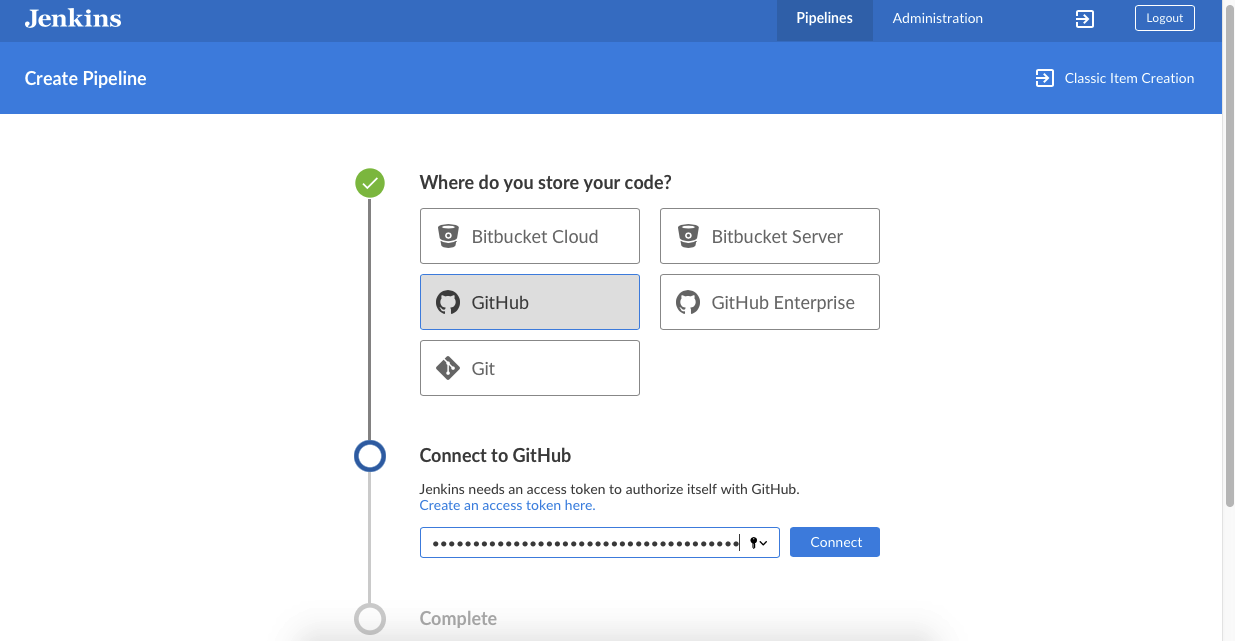 Jenkins
Pipelines
Administration
Logout
Create Pipeline
Classic Item Creation
Where do you store your code?
Bitbucket Cloud
Bitbucket Server
GitHub
GitHub Enterprise
Git
Connect to GitHub
Jenkins needs an access token to authorize itself with GitHub.
Create an access token here.
Connect
Complete